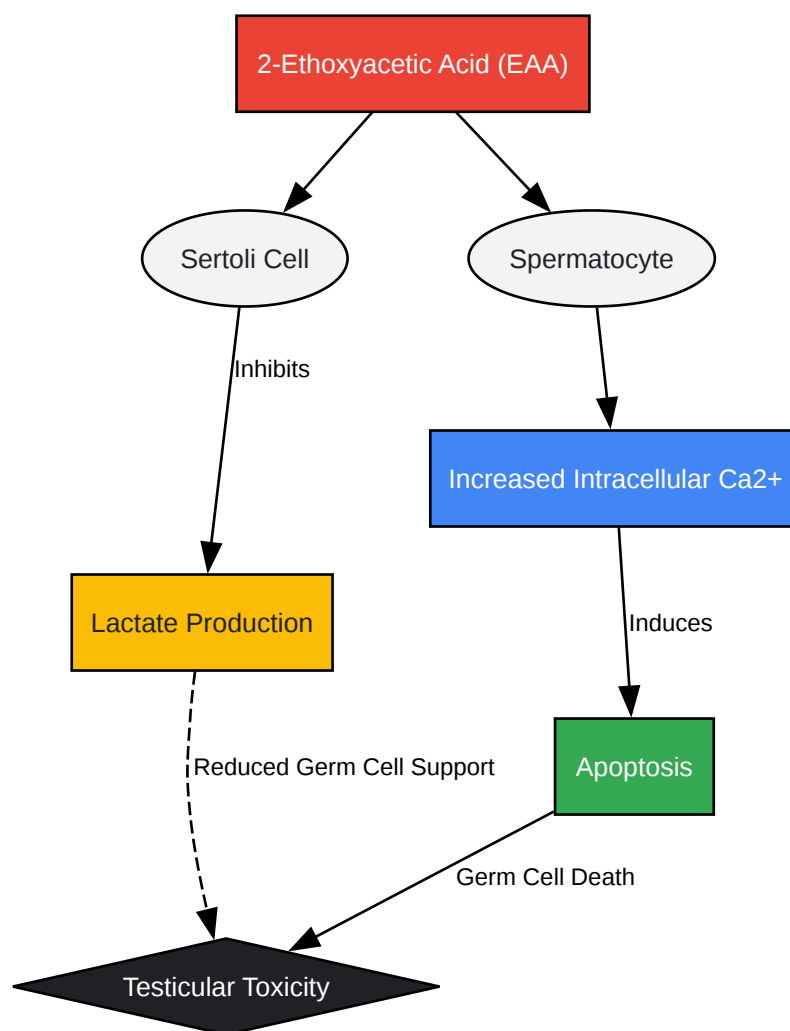 2-Ethoxyacetic Acid (EAA)
Sertoli Cell
Spermatocyte
Inhibits
Increased Intracellular Ca2+
Lactate Production
Induces
Reduced Germ Cell Support
Apoptosis
Germ Cell Death
Testicular Toxicity